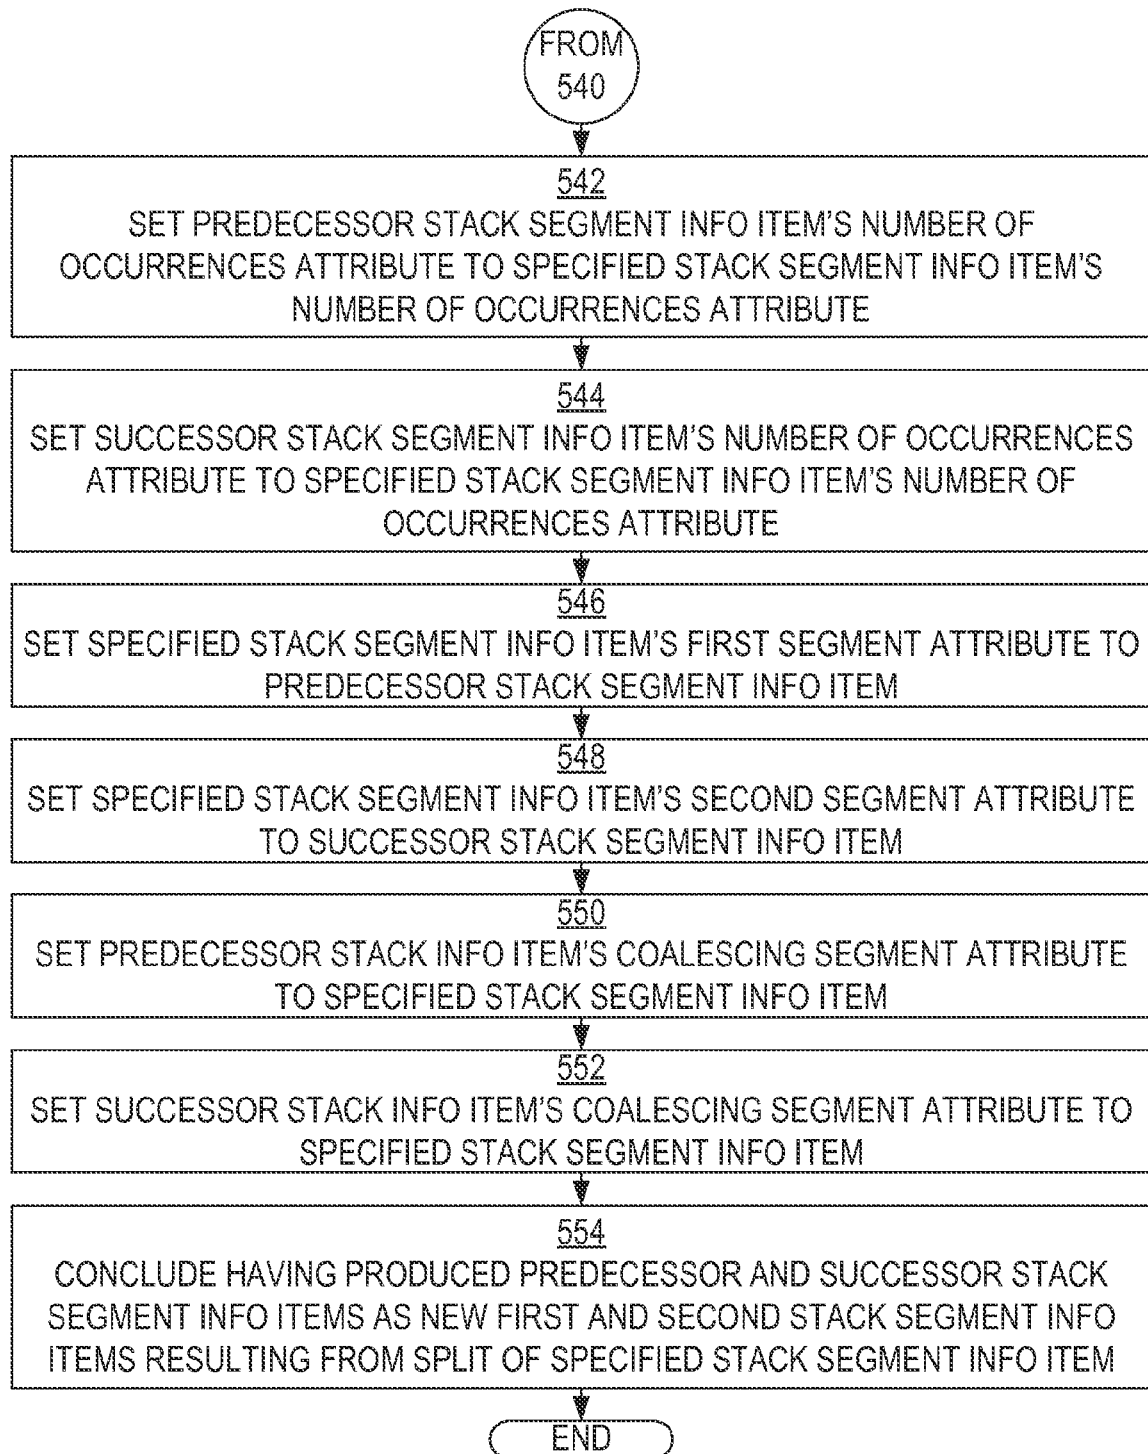 FROM
540
542
SET PREDECESSOR STACK SEGMENT INFO ITEM'S NUMBER OF
OCCURRENCES ATTRIBUTE TO SPECIFIED STACK SEGMENT INFO ITEM'S
NUMBER OF OCCURRENCES ATTRIBUTE
544
SET SUCCESSOR STACK SEGMENT INFO ITEM'S NUMBER OF OCCURRENCES
ATTRIBUTE TO SPECIFIED STACK SEGMENT INFO ITEM'S NUMBER OF
OCCURRENCES ATTRIBUTE
546
SET SPECIFIED STACK SEGMENT INFO ITEM'S FIRST SEGMENT ATTRIBUTE TO
PREDECESSOR STACK SEGMENT INFO ITEM
548
SET SPECIFIED STACK SEGMENT INFO ITEM'S SECOND SEGMENT ATTRIBUTE
TO SUCCESSOR STACK SEGMENT INFO ITEM
550
SET PREDECESSOR STACK INFO ITEM'S COALESCING SEGMENT ATTRIBUTE
TO SPECIFIED STACK SEGMENT INFO ITEM
552
SET SUCCESSOR STACK INFO ITEM'S COALESCING SEGMENT ATTRIBUTE TO
SPECIFIED STACK SEGMENT INFO ITEM
554
CONCLUDE HAVING PRODUCED PREDECESSOR AND SUCCESSOR STACK
SEGMENT INFO ITEMS AS NEW FIRST AND SECOND STACK SEGMENT INFO
ITEMS RESULTING FROM SPLIT OF SPECIFIED STACK SEGMENT INFO ITEM
END